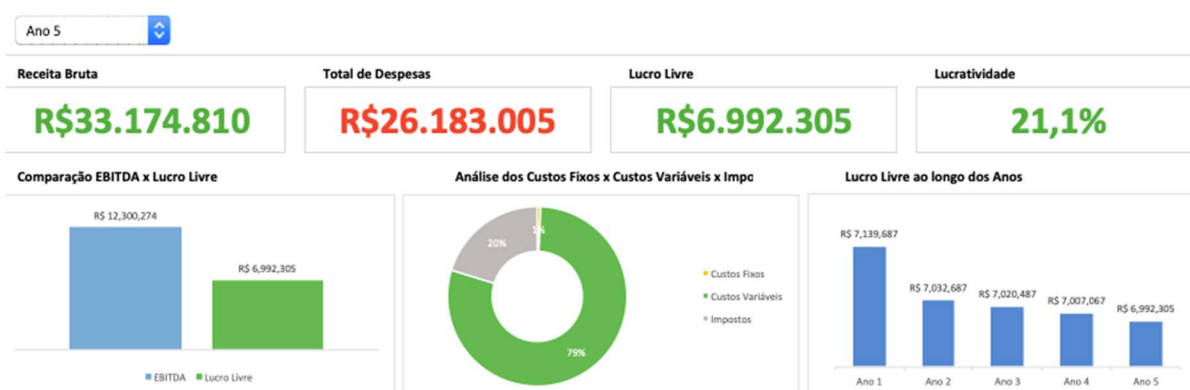 Ano 5
Receita Bruta
Total de Despesas
Lucro Livre
Lucratividade
R$33.174.810
R$26.183.005
R$6.992.305
21,1%
Comparação EBITDA x Lucro Livre
R$ 12,300,274
R$ 6,992,305
EBITDA
Lucro Livre
Análise dos Custos Fixos x Custos Variáveis x Impo
1%
20%
79%
Custos Fixos
Custos Variáveis
Impostos
Lucro Livre ao longo dos Anos
R$ 7,139,687
R$ 7,032,687
R$ 7,020,487
R$ 7,007,067
R$ 6,992,305
Ano 1
Ano 2
Ano 3
Ano 4
Ano 5